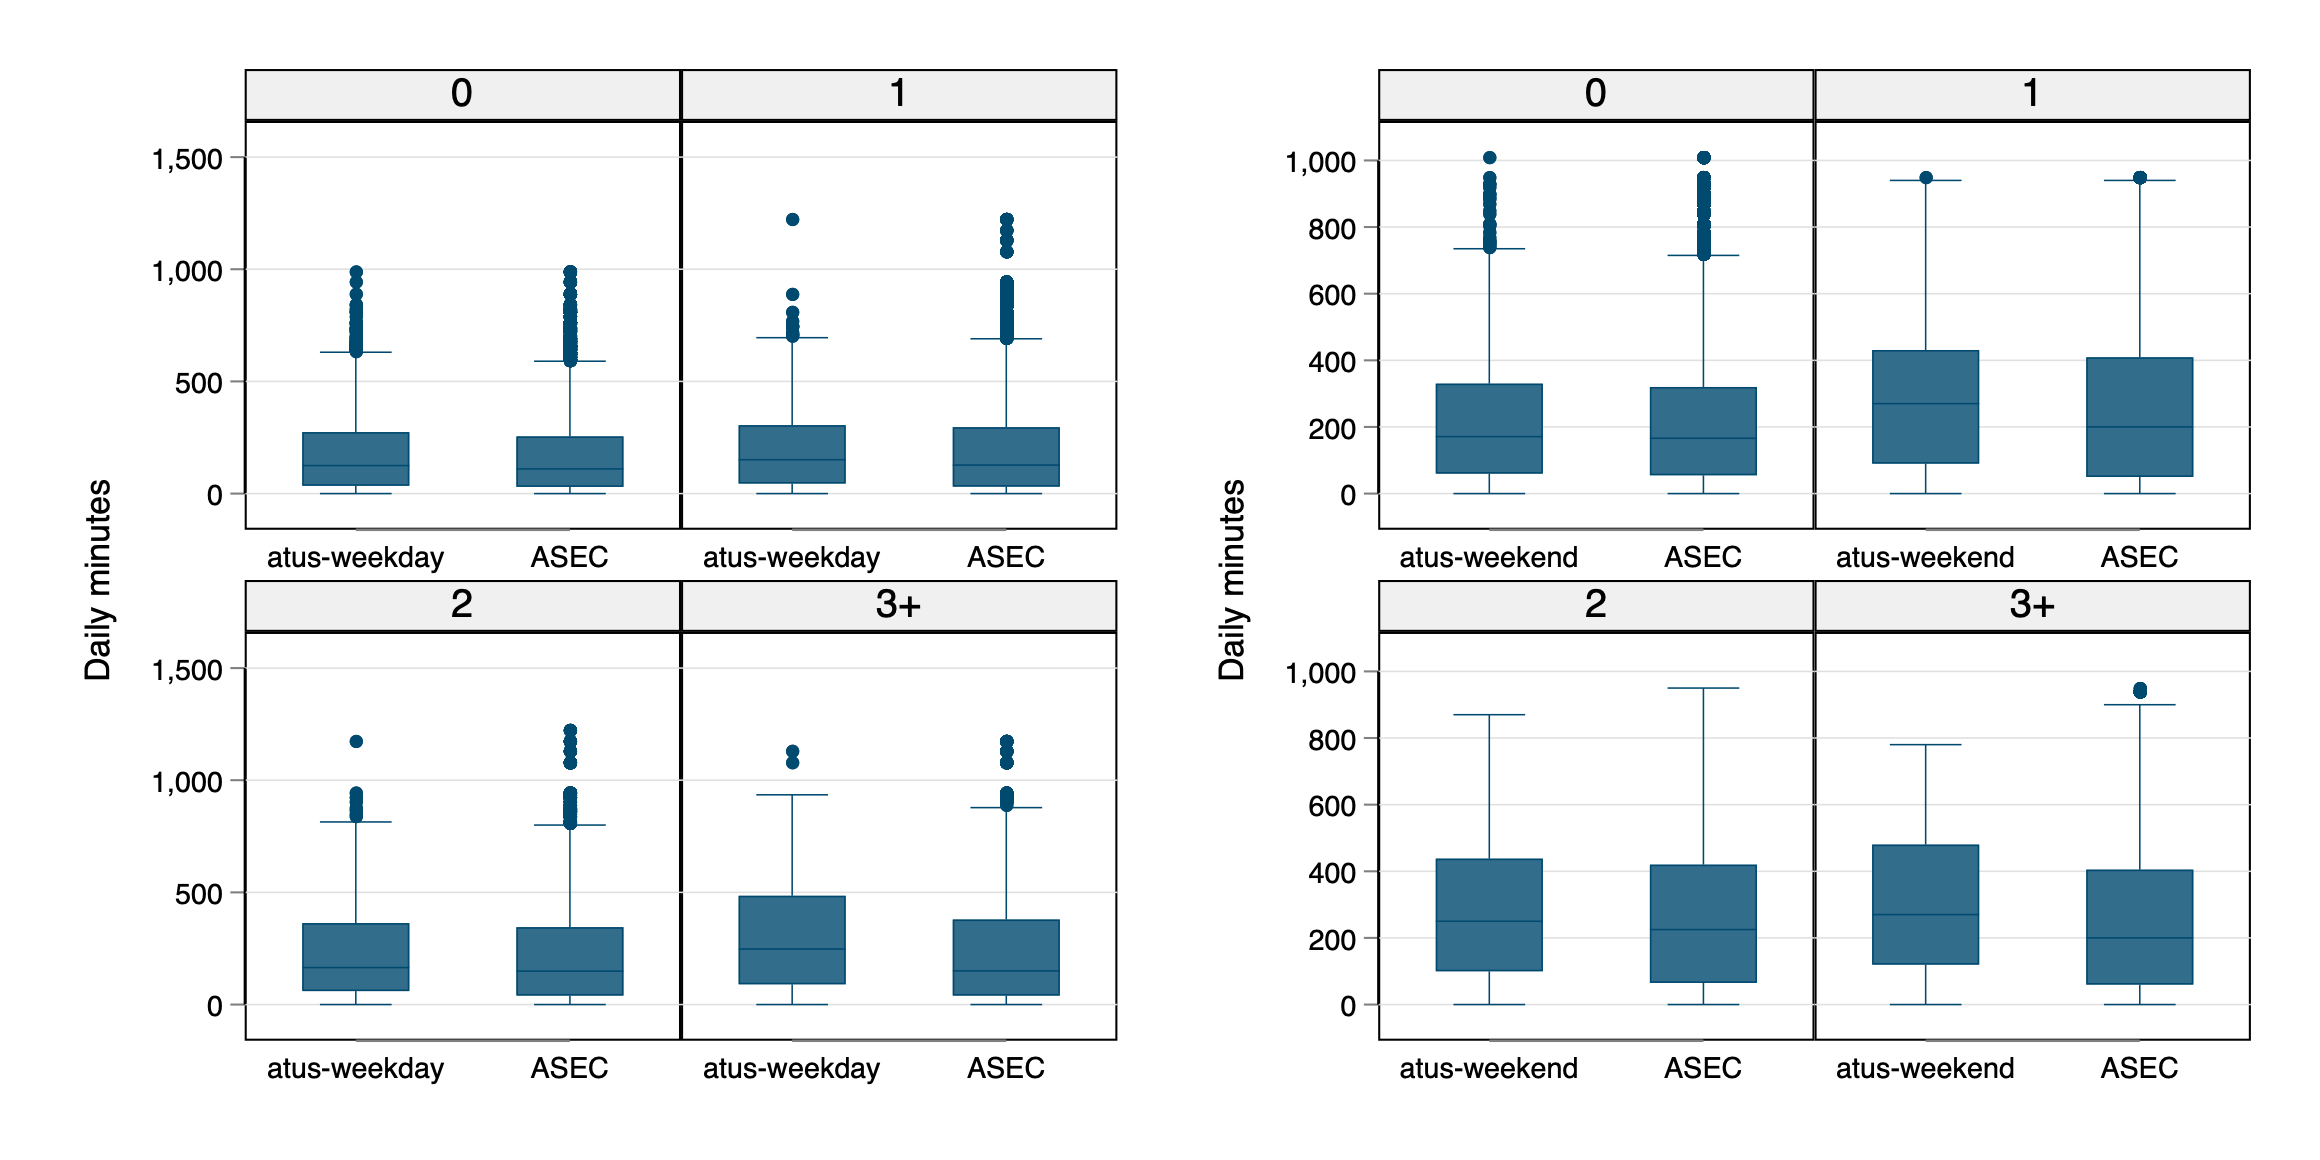 Daily minutes
0
1
1,500
1,000
500
0
atus-weekday
ASEC
atus-weekday
ASEC
2
3+
1,500
1,000
500
0
atus-weekday
ASEC
atus-weekday
ASEC
Daily minutes
0
1
1,000
800
600
400
200
0
atus-weekend
ASEC
atus-weekend
ASEC
2
3+
1,000
800
600
400
200
0
atus-weekend
ASEC
atus-weekend
ASEC